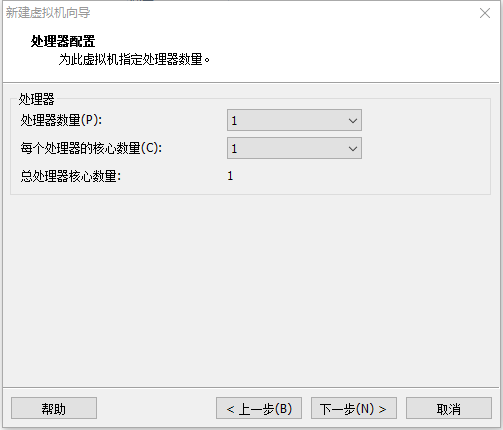 新建虚拟机向导
处理器配置
为此虚拟机指定处理器数量。
处理器
处理器数量(P): 1
每个处理器的核心数量(C): 1
总处理器核心数量: 1
帮助 < 上一步(B) 下一步(N) > 取消